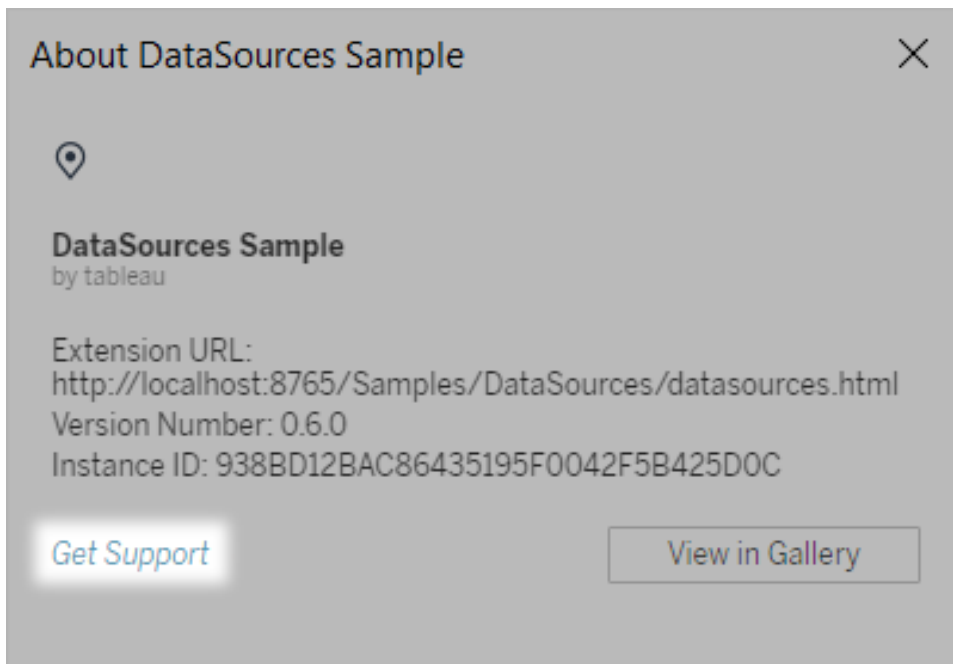 About DataSources Sample
DataSources Sample
by tableau
Extension URL:
http://localhost:8765/Samples/DataSources/datasources.html
Version Number: 0.6.0
Instance ID: 938BD12BAC86435195F0042F5B425D0C
Get Support
View in Gallery